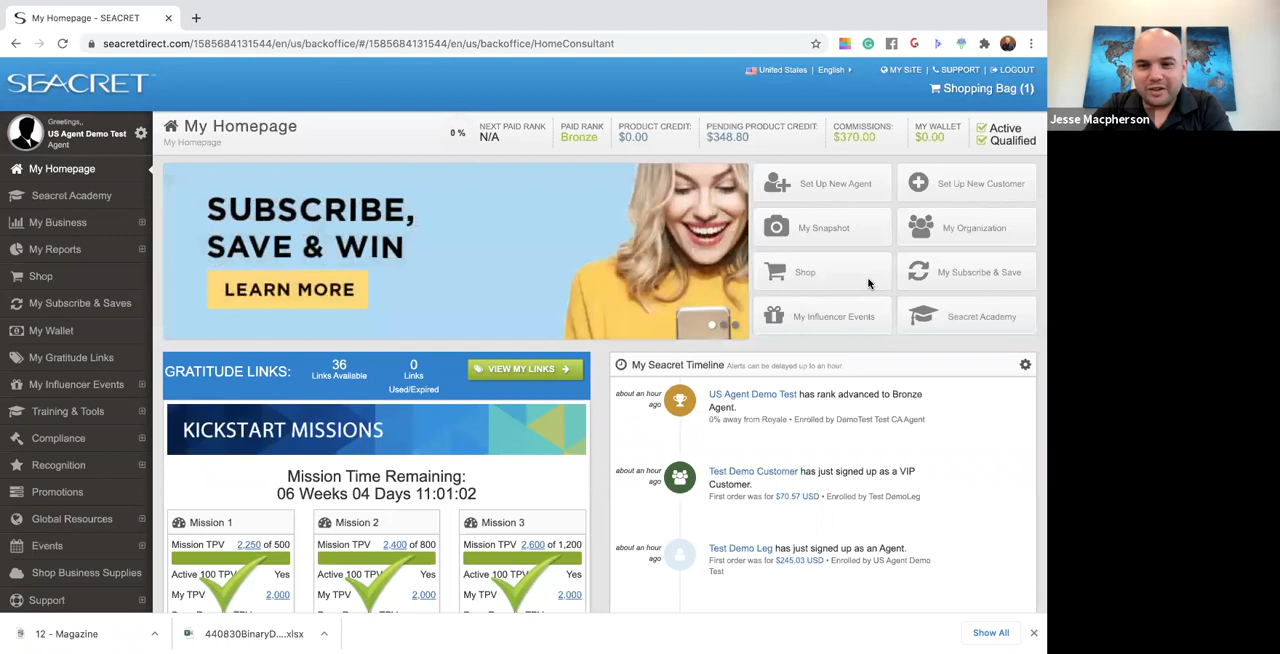 My Homepage - SEACRET
seacretdirect.com/1585684131544/en/us/backoffice/#/1585684131544/en/us/backoffice/HomeConsultant
SEACRET
United States | English
MY SITE | SUPPORT | LOGOUT
Shopping Bag (1)
Jesse Macpherson
Greetings,,
US Agent Demo Test
Agent
My Homepage
Seacret Academy
My Business
My Reports
Shop
My Subscribe & Saves
My Wallet
My Gratitude Links
My Influencer Events
Training & Tools
Compliance
Recognition
Promotions
Global Resources
Events
Shop Business Supplies
Support
My Homepage
My Homepage
0 %
NEXT PAID RANK
N/A
PAID RANK
Bronze
PRODUCT CREDIT:
$0.00
PENDING PRODUCT CREDIT:
$348.80
COMMISSIONS:
$370.00
MY WALLET
$0.00
Active
Qualified
SUBSCRIBE,
SAVE & WIN
LEARN MORE
Set Up New Agent
Set Up New Customer
My Snapshot
My Organization
Shop
My Subscribe & Save
My Influencer Events
Seacret Academy
GRATITUDE LINKS:
36
Links Available
0
Links
Used/Expired
VIEW MY LINKS
KICKSTART MISSIONS
Mission Time Remaining:
06 Weeks 04 Days 11:01:02
Mission 1
Mission TPV 2,250 of 500
Active 100 TPV Yes
My TPV 2,000
Mission 2
Mission TPV 2,400 of 800
Active 100 TPV Yes
My TPV 2,000
Mission 3
Mission TPV 2,600 of 1,200
Active 100 TPV Yes
My TPV 2,000
My Seacret Timeline Alerts can be delayed up to an hour.
about an hour
ago
US Agent Demo Test has rank advanced to Bronze
Agent.
0% away from Royale • Enrolled by DemoTest Test CA Agent
about an hour
ago
Test Demo Customer has just signed up as a VIP
Customer.
First order was for $70.57 USD • Enrolled by Test DemoLeg
about an hour
ago
Test Demo Leg has just signed up as an Agent.
First order was for $245.03 USD • Enrolled by US Agent Demo
Test
12 - Magazine
440830BinaryD....xlsx
Show All